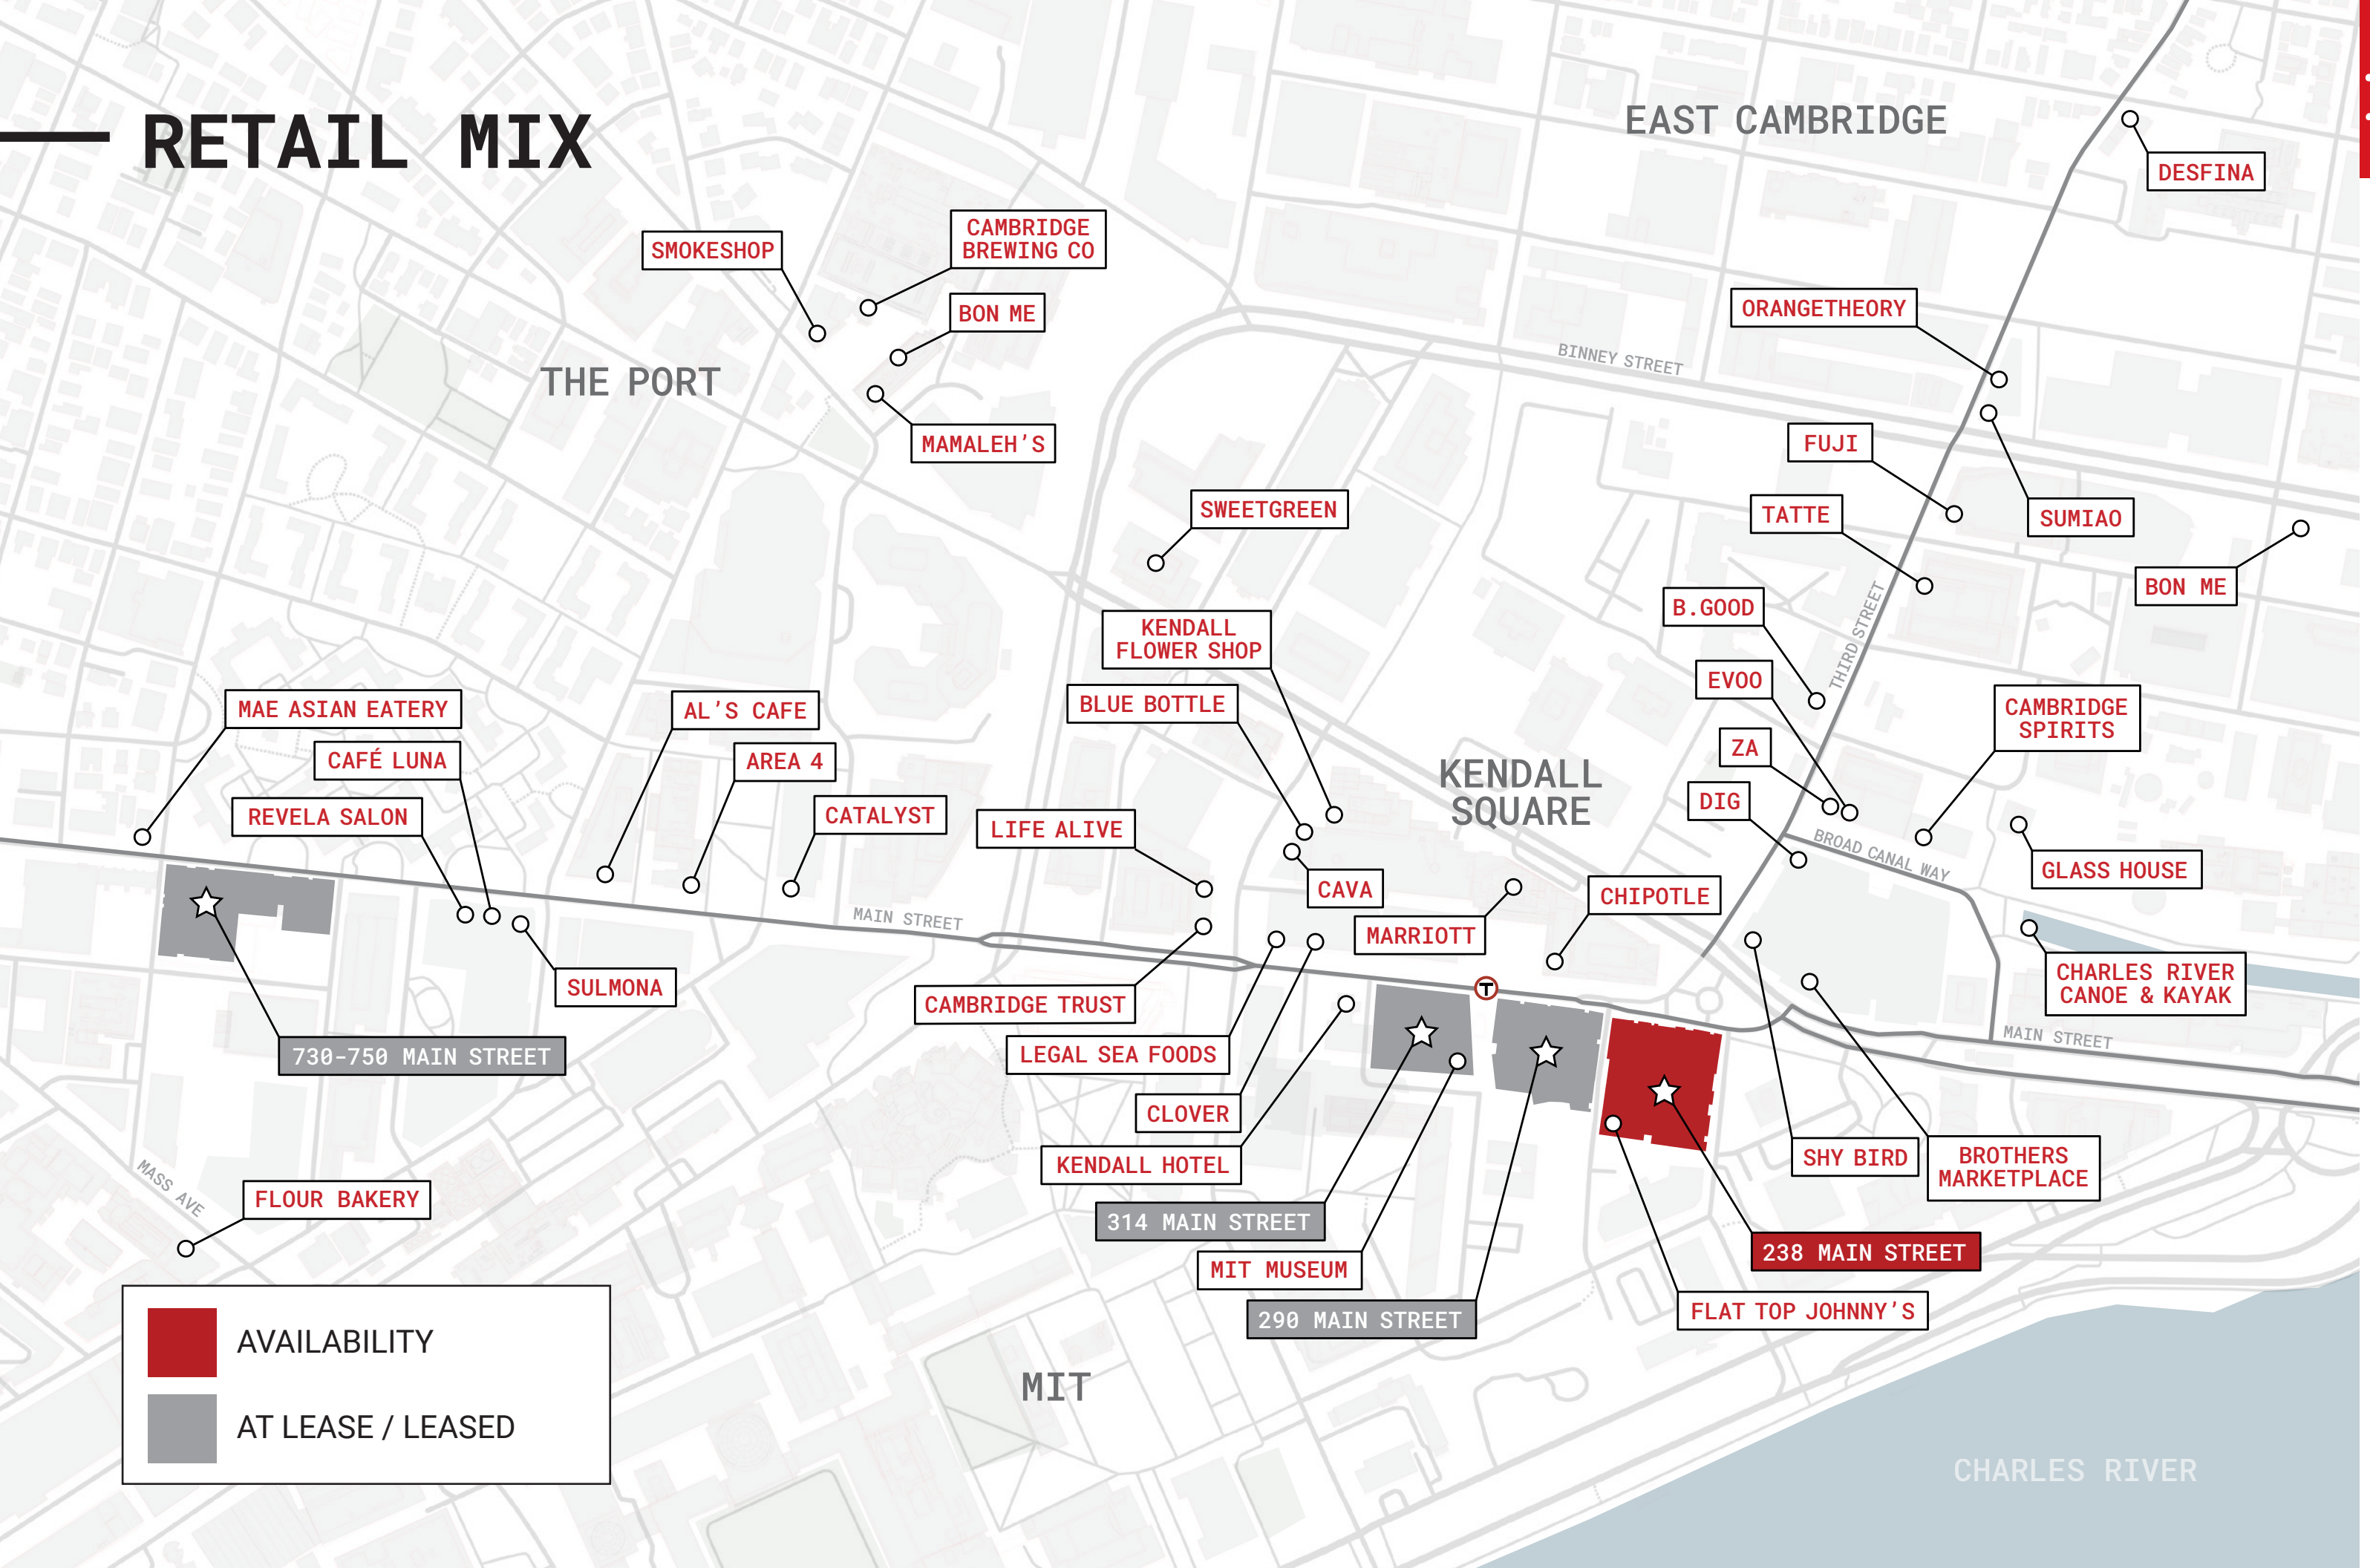 RETAIL MIX
EAST CAMBRIDGE
DESFINA
SMOKESHOP
CAMBRIDGE
BREWING CO
BON ME
ORANGETHEORY
BINNEY STREET
THE PORT
MAMALEH'S
FUJI
SWEETGREEN
TATTE
SUMIAO
BON ME
B.GOOD
THIRD STREET
KENDALL
FLOWER SHOP
EVOO
BLUE BOTTLE
MAE ASIAN EATERY
AL'S CAFE
CAMBRIDGE
SPIRITS
ZA
CAFÉ LUNA
AREA 4
KENDALL
SQUARE
DIG
REVELA SALON
CATALYST
LIFE ALIVE
BROAD CANAL WAY
GLASS HOUSE
CAVA
CHIPOTLE
MAIN STREET
MARRIOTT
SULMONA
T
CHARLES RIVER
CANOE & KAYAK
CAMBRIDGE TRUST
MAIN STREET
730-750 MAIN STREET
LEGAL SEA FOODS
CLOVER
KENDALL HOTEL
SHY BIRD
BROTHERS
MARKETPLACE
MASS AVE
FLOUR BAKERY
314 MAIN STREET
238 MAIN STREET
MIT MUSEUM
290 MAIN STREET
FLAT TOP JOHNNY'S
AVAILABILITY
MIT
AT LEASE / LEASED
CHARLES RIVER